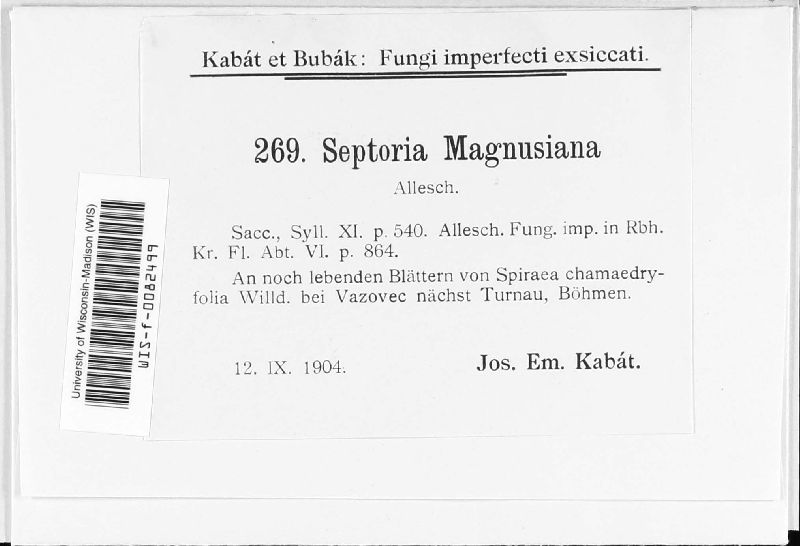 Kabát et Bubák: Fungi imperfecti exsiccati.
269. Septoria Magnusiana
Allesch.
Sacc., Syll. XI. p. 540. Allesch. Fung. imp. in Rbh.
Kr. Fl. Abt. VI. p. 864.
An noch lebenden Blättern von Spiraea chamaedry-
folia Willd. bei Vazovec nächst Turnau, Böhmen.
12. IX. 1904.
Jos. Em. Kabát.
University of Wisconsin-Madison (WIS)
WIS-f-0082499